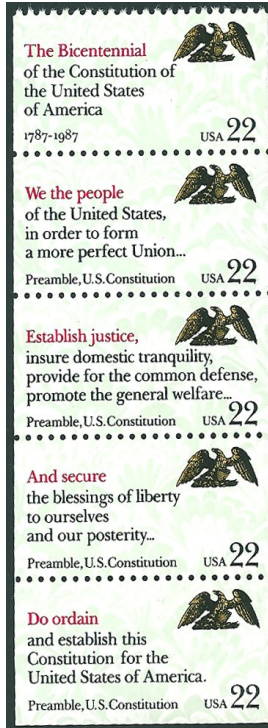 The Bicentennial
of the Constitution of
the United States
of America
1787-1987
USA 22
We the people
of the United States,
in order to form
a more perfect Union...
Preamble, U.S. Constitution
USA 22
Establish justice,
insure domestic tranquility,
provide for the common defense,
promote the general welfare...
Preamble, U.S. Constitution
USA 22
And secure
the blessings of liberty
to ourselves
and our posterity...
Preamble, U.S. Constitution
USA 22
Do ordain
and establish this
Constitution for the
United States of America.
Preamble, U.S. Constitution
USA 22